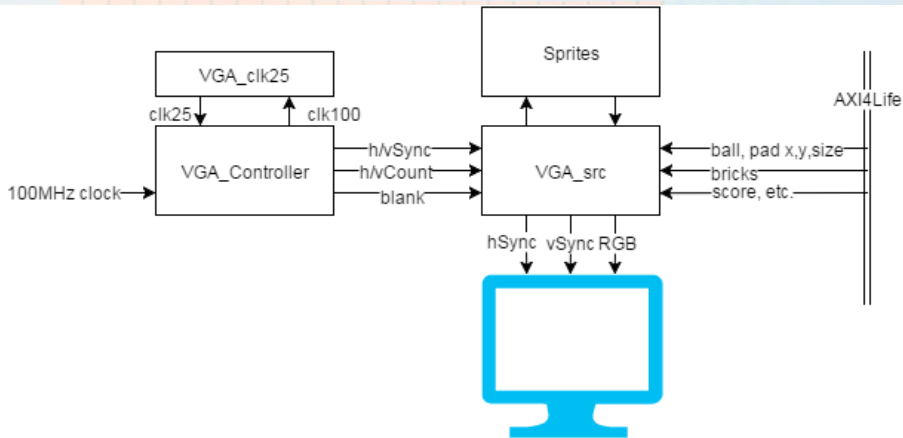 Sprites
VGA_clk25
AXI4Life
clk25
clk100
h/vSync
ball, pad x,y,size
VGA_Controller
h/vCount
VGA_src
bricks
100MHz clock
blank
score, etc.
hSync
vSync
RGB